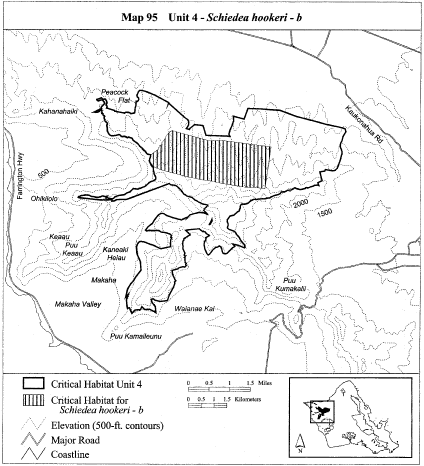 Map 95 Unit 4 - Schiedea hookeri - b
Peacock
Flat
Kahanahaiki
Kaukonahua Rd
Farrington Hwy
500
Ohikilolo
2000
1500
Keaau
Puu
Keaau
Kaneaki
Heiau
Makaha
Puu
Kumakalii
Makaha Valley
Waianae Kai
Puu Kamaileunu
Critical Habitat Unit 4
Critical Habitat for
Schiedea hookeri - b
Elevation (500-ft. contours)
Major Road
Coastline
0 0.5 1 1.5 Miles
0 0.5 1 1.5 Kilometers
N